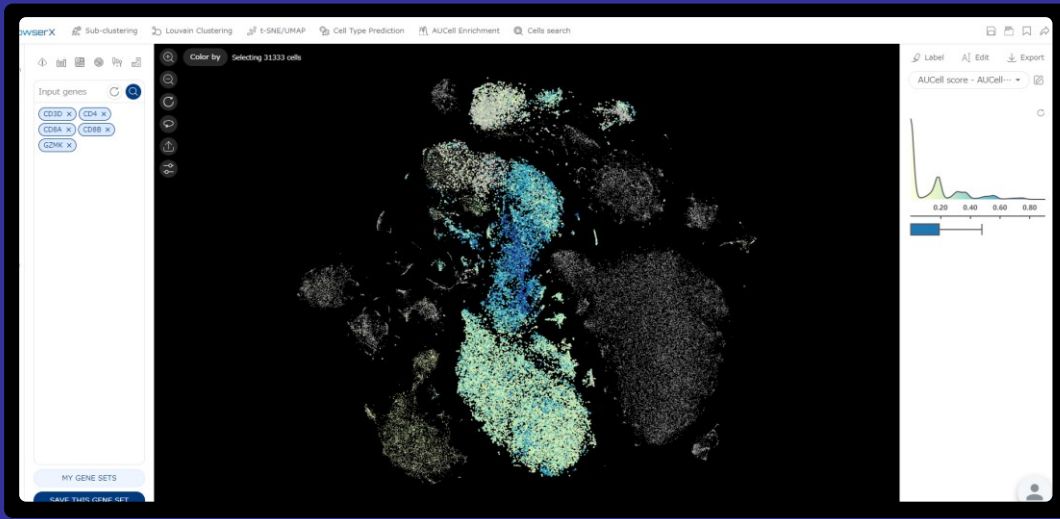 owserX
Sub-clustering
Louvain Clustering
t-SNE/UMAP
Cell Type Prediction
AUCell Enrichment
Cells search
Input genes
CD3D ×
CD4 ×
CD8A ×
CD8B ×
GZMK ×
MY GENE SETS
SAVE THIS GENE SET
Color by
Selecting 31333 cells
Label
Edit
Export
AUCell score - AUCell···
0.20 0.40 0.60 0.80